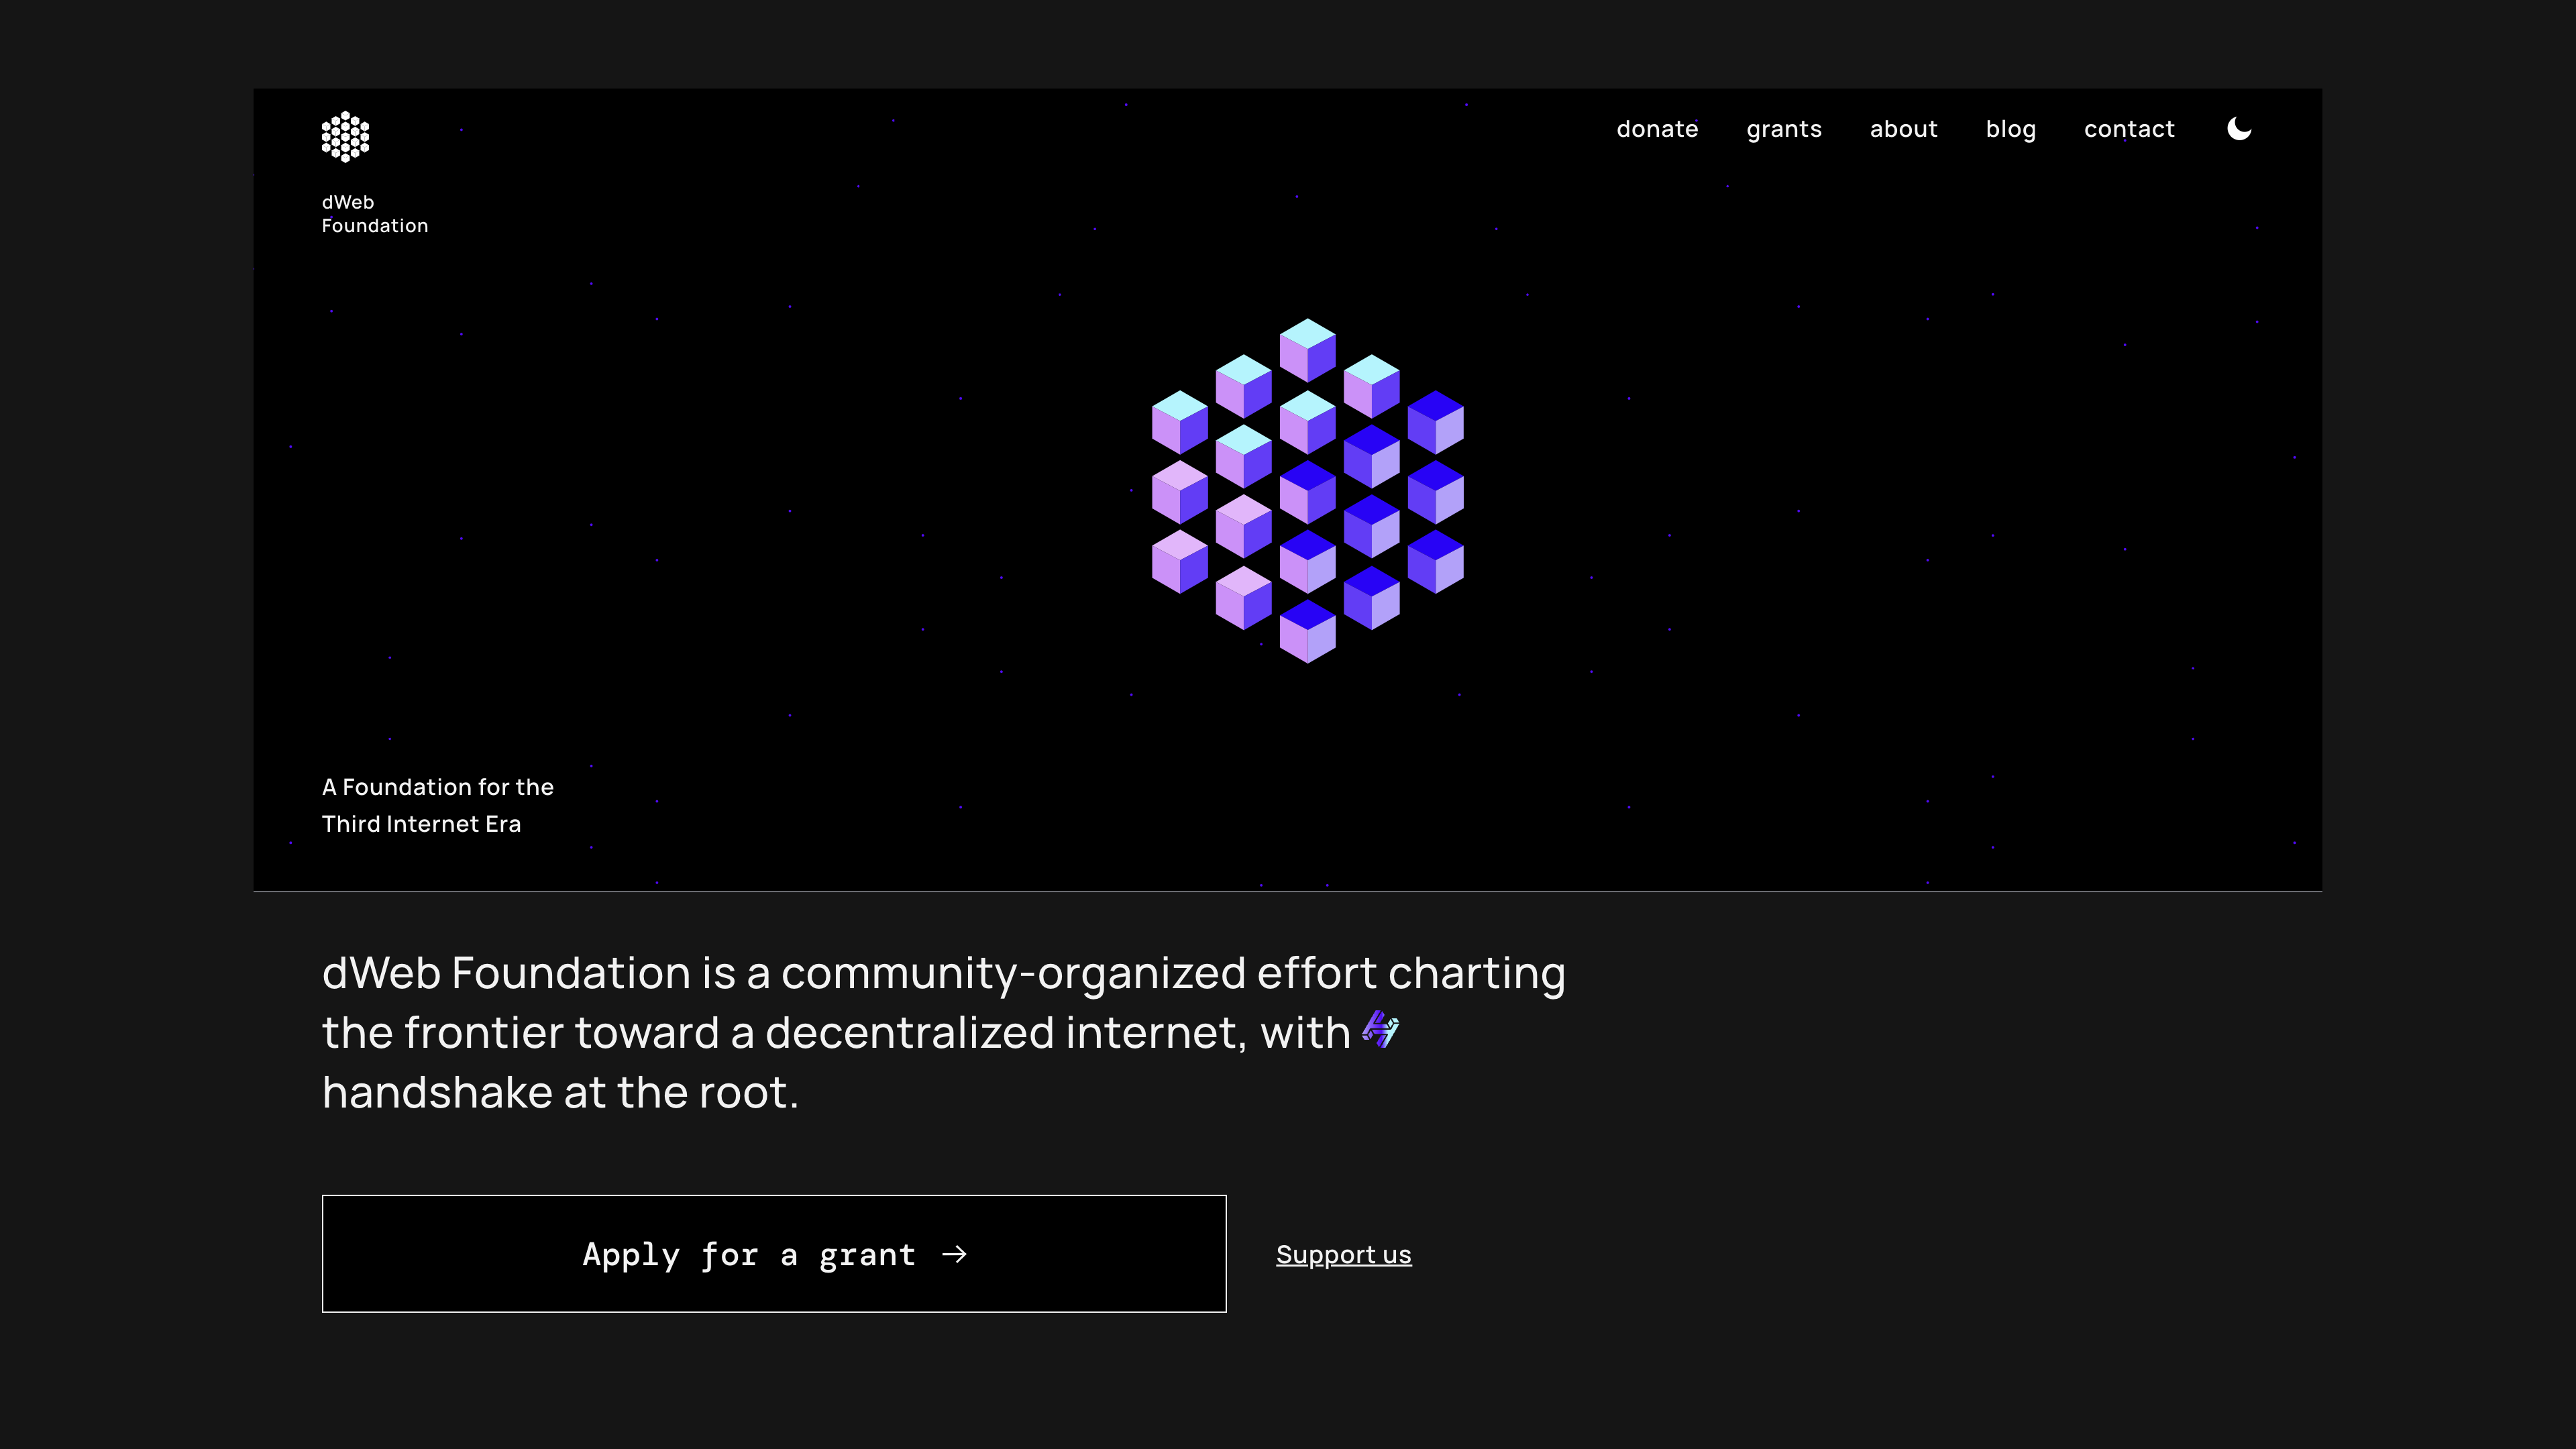 dWeb
Foundation
donate grants about blog contact
A Foundation for the
Third Internet Era
dWeb Foundation is a community-organized effort charting
the frontier toward a decentralized internet, with
handshake at the root.
Apply for a grant →
Support us